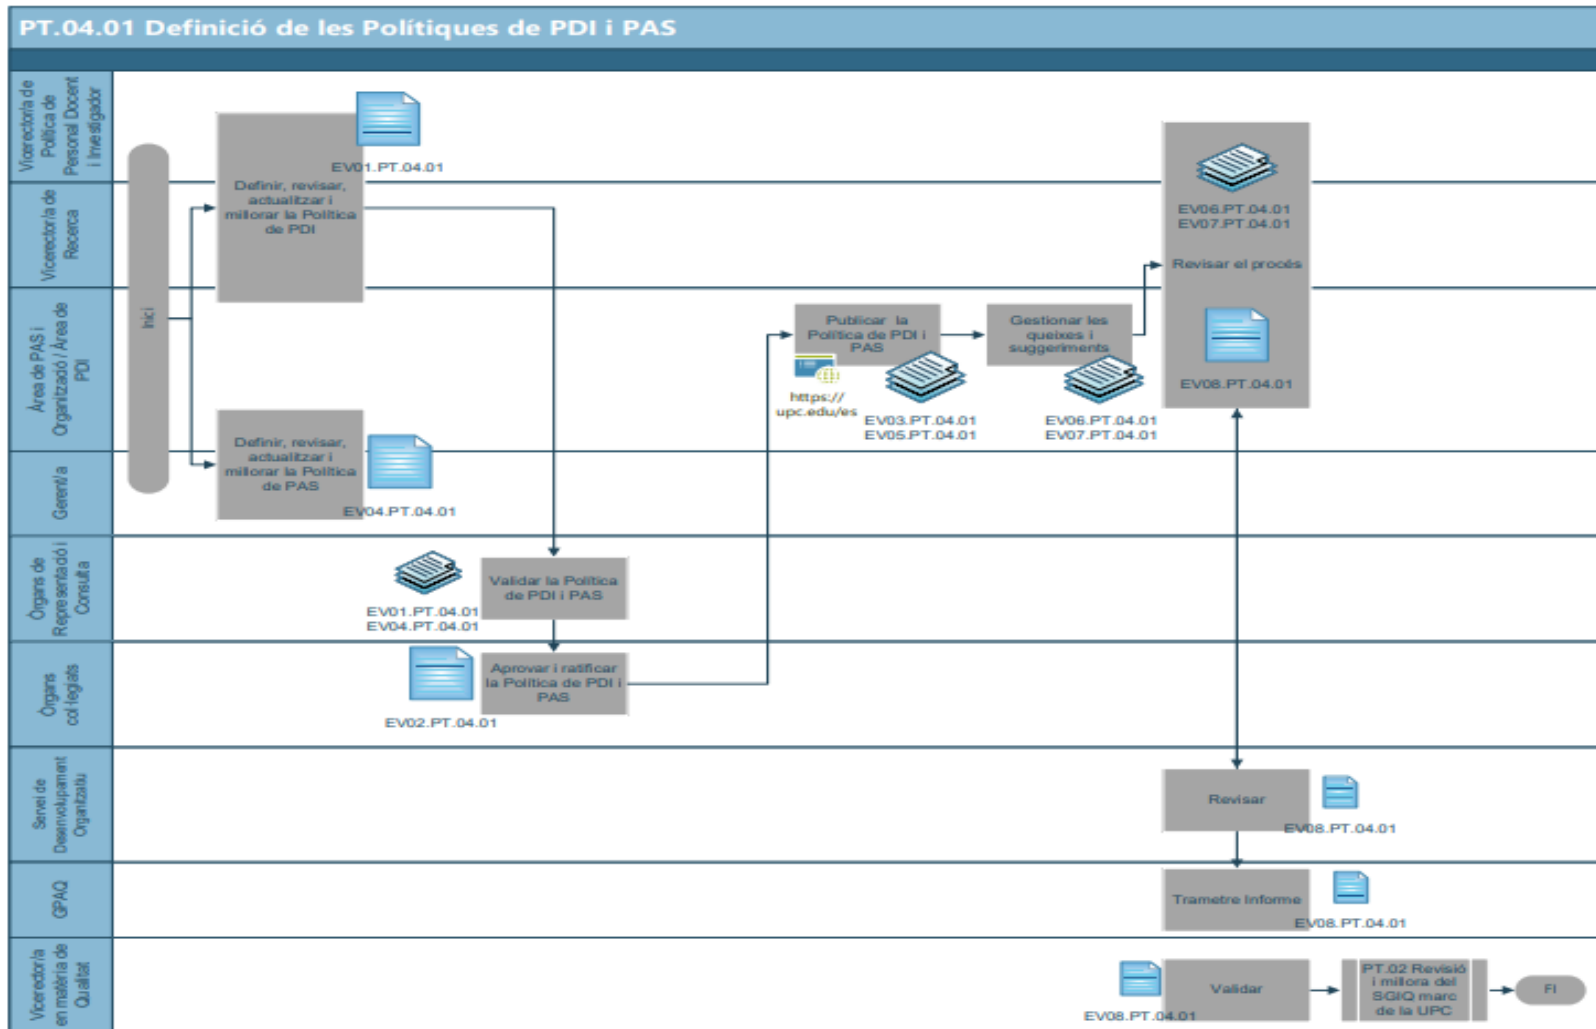 PT.04.01 Definició de les Polítiques de PDI i PAS
Vicerector/a de
Política de
Personal Docent
i Investigador
EV01.PT.04.01
Definir, revisar,
actualitzar i
millorar la Política
de PDI
EV06.PT.04.01
EV07.PT.04.01
Revisar el procés
EV08.PT.04.01
Vicerector/a de
Recerca
Inici
Àrea de PAS i
Organització / Àrea de
PDI
Publicar la
Política de PDI i
PAS
https://
upc.edu/es
EV03.PT.04.01
EV05.PT.04.01
Gestionar les
queixes i
suggeriments
EV06.PT.04.01
EV07.PT.04.01
Definir, revisar,
actualitzar i
millorar la Política
de PAS
EV04.PT.04.01
Gerent/a
Òrgans de
Representació i
Consulta
EV01.PT.04.01
EV04.PT.04.01
Validar la Política
de PDI i PAS
Òrgans
col·legiats
EV02.PT.04.01
Aprovar i ratificar
la Política de PDI i
PAS
Servei de
Desenvolupament
Organitzatiu
Revisar
EV08.PT.04.01
GPAQ
Trametre Informe
EV08.PT.04.01
Vicerector/a
en matèria de
Qualitat
EV08.PT.04.01
Validar
PT.02 Revisió
i millora del
SGIQ marc
de la UPC
FI